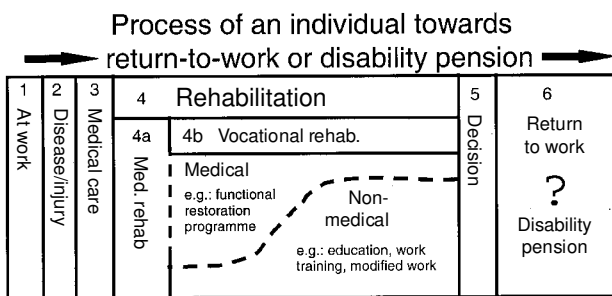 Process of an individual towards
return-to-work or disability pension
1
At work
2
Disease/injury
3
Medical care
4 Rehabilitation
4a
Med. rehab
4b Vocational rehab.
Medical
e.g.: functional
restoration
programme
Non-
medical
e.g.: education, work
training, modified work
5
Decision
6
Return
to work
?
Disability
pension